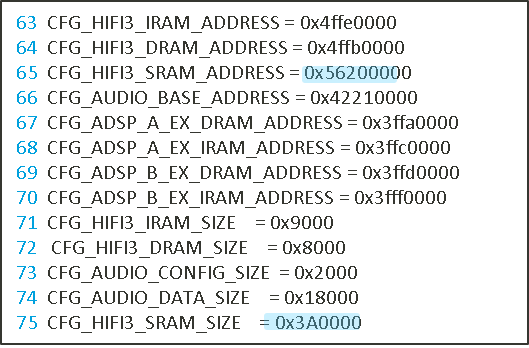 63 CFG_HIFI3_IRAM_ADDRESS = 0x4ffe0000
64 CFG_HIFI3_DRAM_ADDRESS = 0x4ffb0000
65 CFG_HIFI3_SRAM_ADDRESS = 0x56200000
66 CFG_AUDIO_BASE_ADDRESS = 0x42210000
67 CFG_ADSP_A_EX_DRAM_ADDRESS = 0x3ffa0000
68 CFG_ADSP_A_EX_IRAM_ADDRESS = 0x3ffc0000
69 CFG_ADSP_B_EX_DRAM_ADDRESS = 0x3ffd0000
70 CFG_ADSP_B_EX_IRAM_ADDRESS = 0x3fff0000
71 CFG_HIFI3_IRAM_SIZE = 0x9000
72 CFG_HIFI3_DRAM_SIZE = 0x8000
73 CFG_AUDIO_CONFIG_SIZE = 0x2000
74 CFG_AUDIO_DATA_SIZE = 0x18000
75 CFG_HIFI3_SRAM_SIZE = 0x3A0000